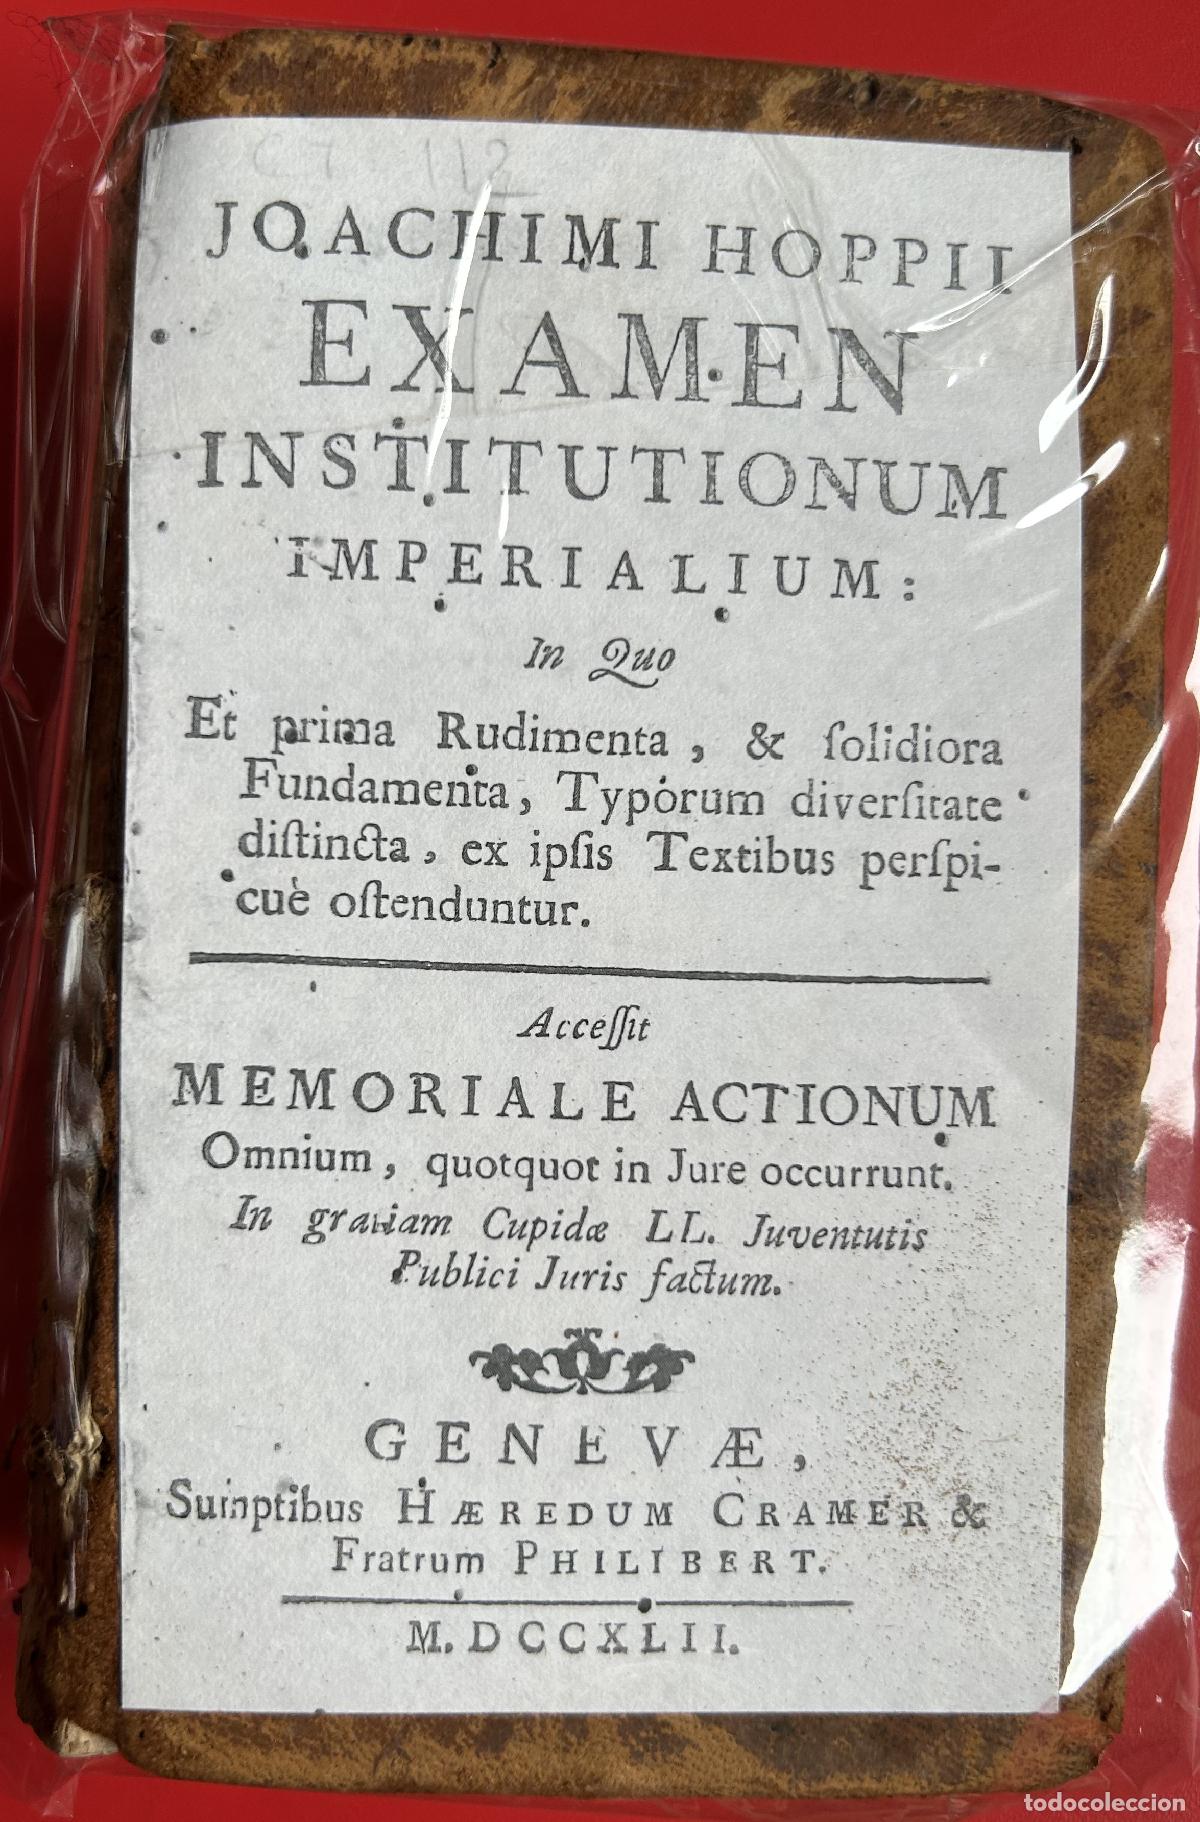 C7 112
JOACHIMI HOPPII
EXAMEN
INSTITUTIONUM
IMPERIALIUM:
In Quo
Et prima Rudimenta, & ſolidiora
Fundamenta, Typorum diverſitate
diſtincta, ex ipſis Textibus perſpi-
cuè oſtenduntur.
Acceſſit
MEMORIALE ACTIONUM
Omnium, quotquot in Jure occurrunt.
In gratiam Cupidæ LL. Juventutis
Publici Juris factum.
GENEVÆ,
Sumptibus HÆREDUM CRAMER &
Fratrum PHILIBERT.
M. DCCXLII.
todocoleccion